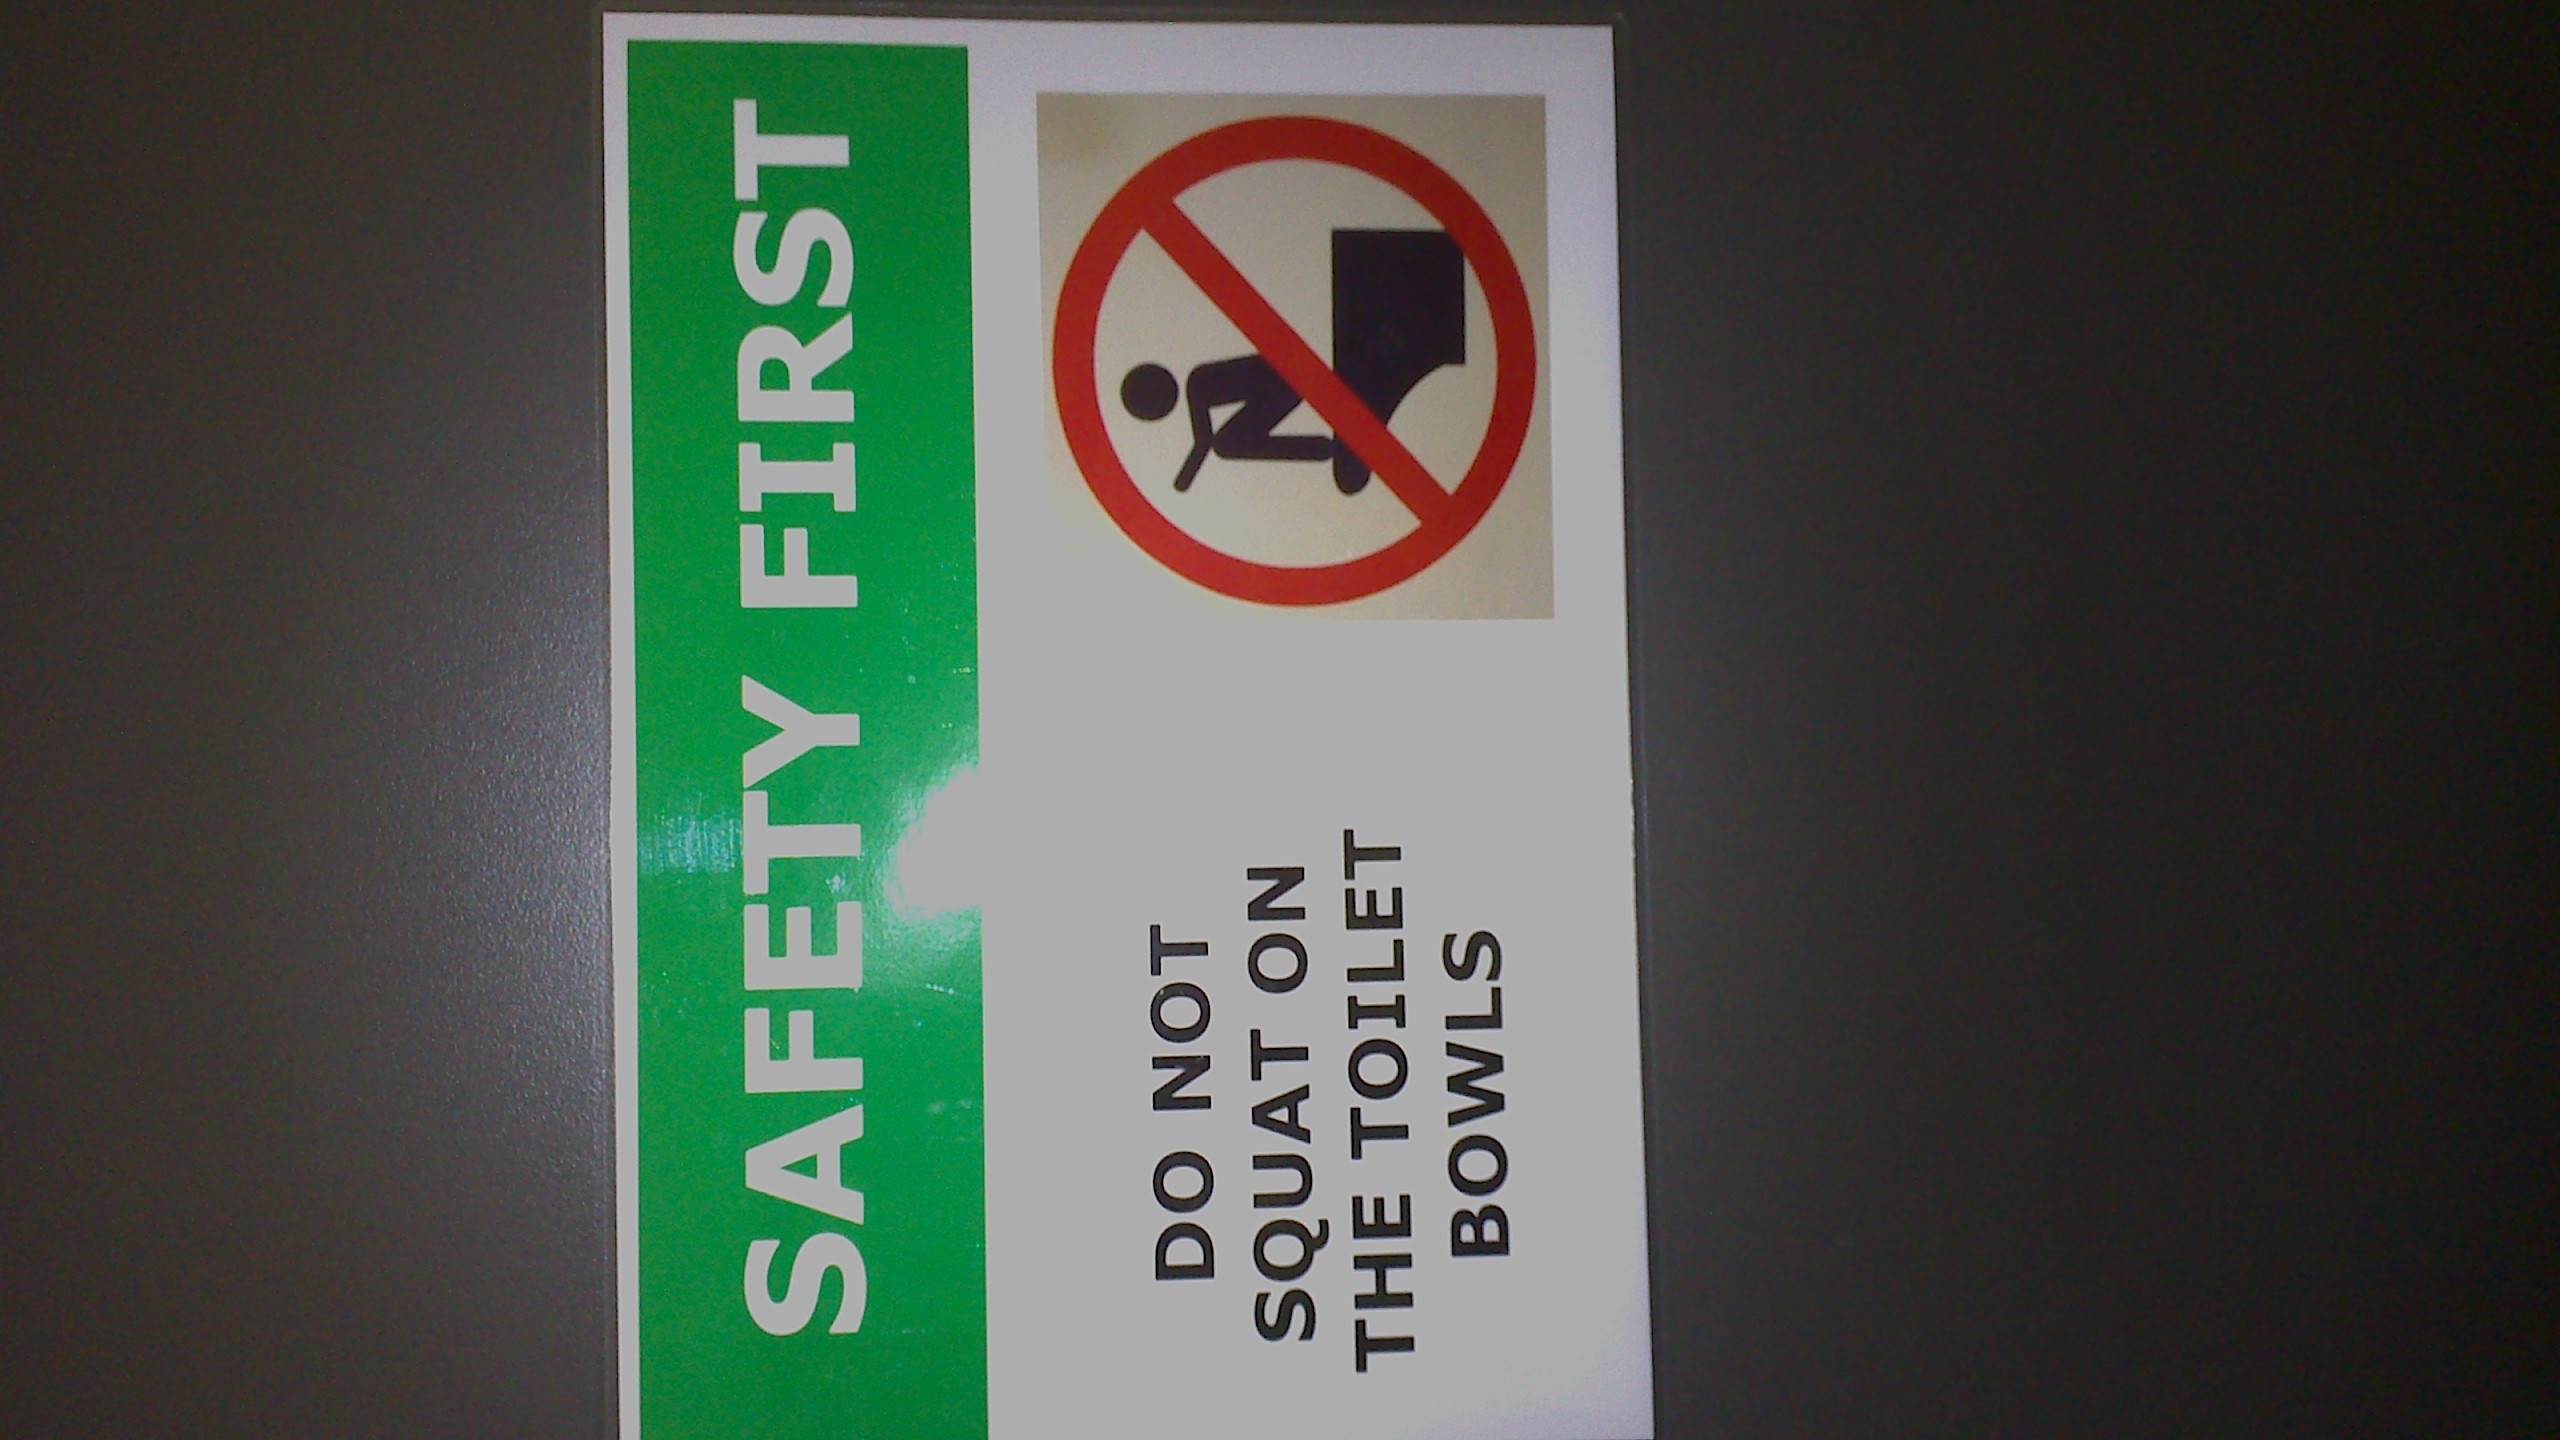 SAFETY FIRST
DO NOT
SQUAT ON
THE TOILET
BOWLS